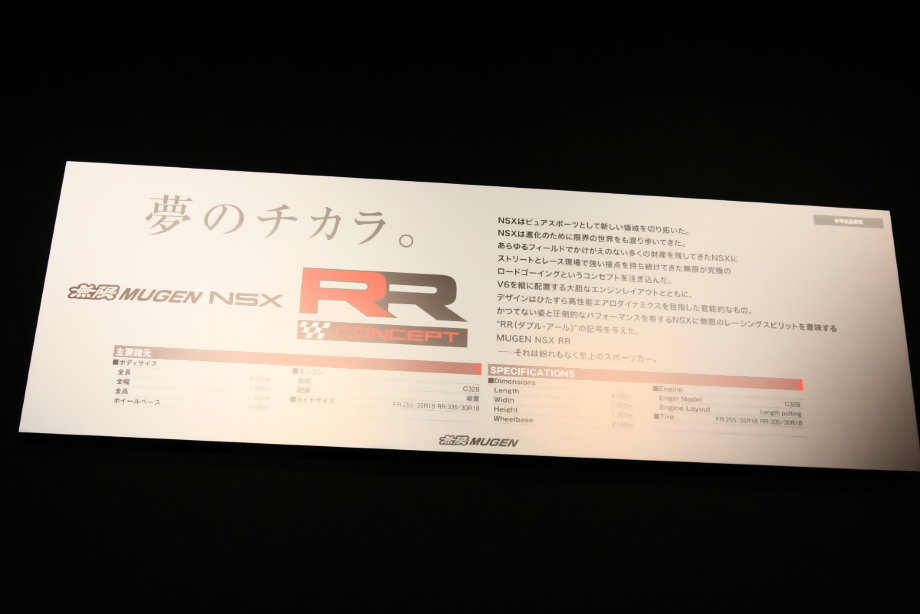 夢のチカラ。
無限 MUGEN NSX
RR
CONCEPT
NSXはピュアスポーツとして新しい領域を切り拓いた。
NSXは進化のために限界の世界をも渡り歩いてきた。
あらゆるフィールドでかけがえのない多くの財産を残してきたNSXに
ストリートとレース現場で強い接点を持ち続けてきた無限が究極の
ロードゴーイングというコンセプトを注ぎ込んだ。
V6を縦に配置する大胆なエンジンレイアウトとともに、
デザインはひたすら高性能エアロダイナミクスを目指した官能的なもの、
かつてない姿と圧倒的なパフォーマンスを有するNSXに無限のレーシングスピリットを意味する
"RR(ダブル・アール)"の記号を与えた。
MUGEN NSX RR
── それは紛れもなく至上のスポーツカー。
主要諸元
■ボディサイズ
全長
全幅
全高
ホイールベース
■エンジン
型式 C32B
配置 縦置
■タイヤサイズ FR:255/35R18 RR:335/30R18
SPECIFICATIONS
■Dimensions
Length
Width
Height
Wheelbase
■Engine
Engin Model C32B
Engine Layout Length putting
■Tire FR:255/35R18 RR:335/30R18
無限 MUGEN